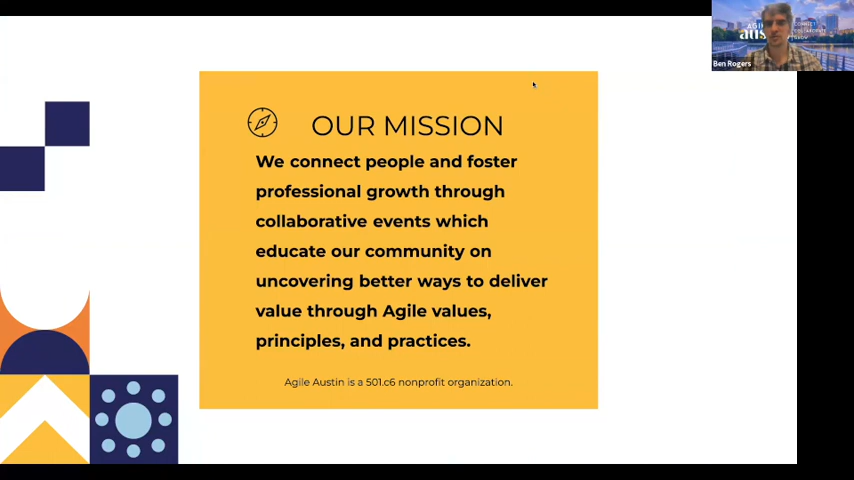 OUR MISSION
We connect people and foster
professional growth through
collaborative events which
educate our community on
uncovering better ways to deliver
value through Agile values,
principles, and practices.
Agile Austin is a 501.c6 nonprofit organization.
Ben Rogers